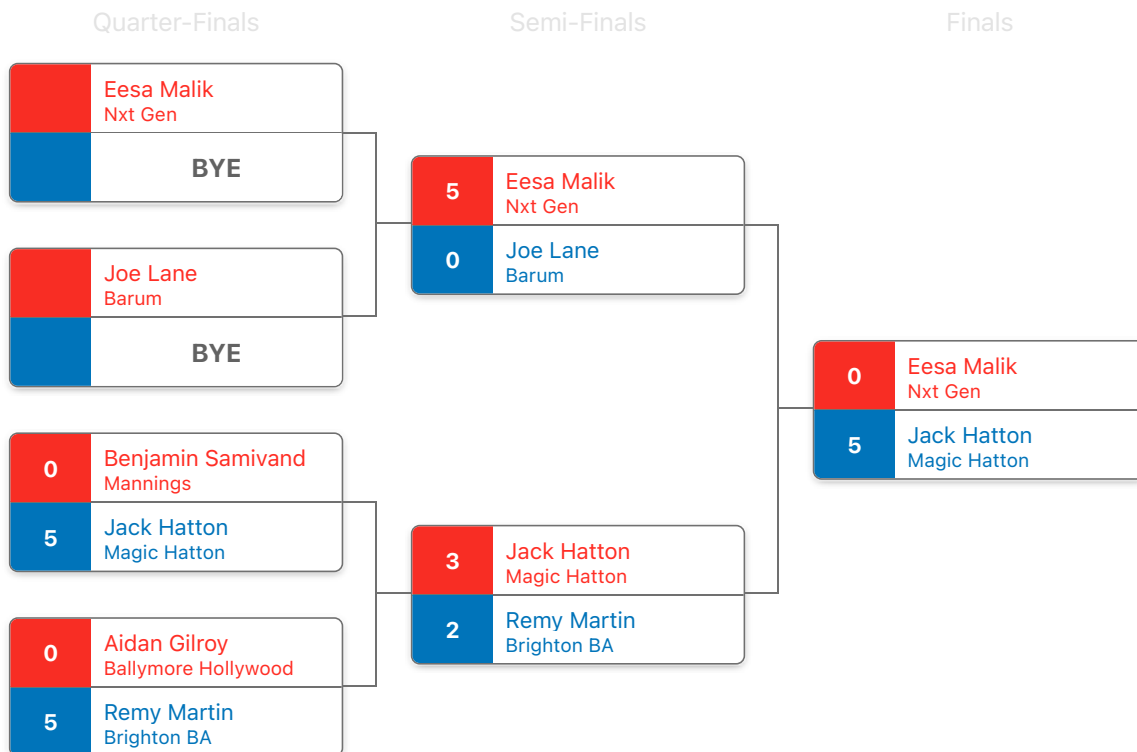 Quarter-Finals
Semi-Finals
Finals
Eesa Malik
Nxt Gen
BYE
Joe Lane
Barum
BYE
0
Benjamin Samivand
Mannings
5
Jack Hatton
Magic Hatton
0
Aidan Gilroy
Ballymore Hollywood
5
Remy Martin
Brighton BA
5
Eesa Malik
Nxt Gen
0
Joe Lane
Barum
3
Jack Hatton
Magic Hatton
2
Remy Martin
Brighton BA
0
Eesa Malik
Nxt Gen
5
Jack Hatton
Magic Hatton